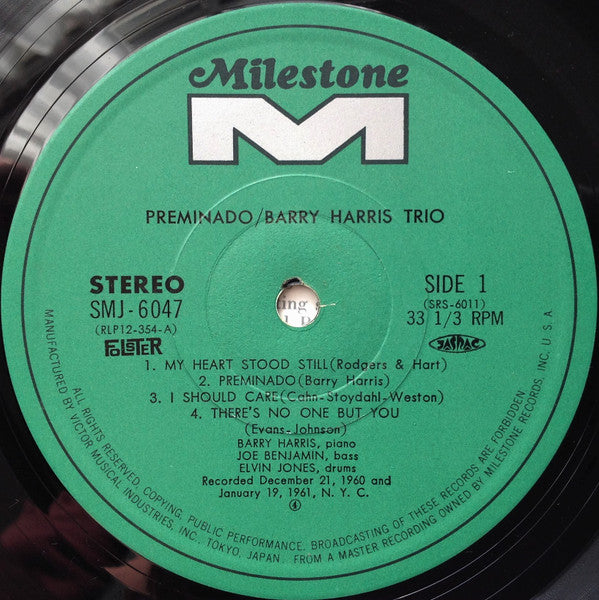 Milestone
M
PREMINADO/BARRY HARRIS TRIO
STEREO
SMJ-6047
(RLP12-354-A)
FOLSTER
SIDE 1
(SRS-6011)
33 1/3 RPM
JASRAC
1. MY HEART STOOD STILL(Rodgers & Hart)
2. PREMINADO(Barry Harris)
3. I SHOULD CARE(Cahn-Stoydahl-Weston)
4. THERE'S NO ONE BUT YOU
(Evans-Johnson)
BARRY HARRIS, piano
JOE BENJAMIN, bass
ELVIN JONES, drums
Recorded December 21, 1960 and
January 19, 1961, N. Y. C.
4
ing
MANUFACTURED BY VICTOR MUSICAL INDUSTRIES, INC. TOKYO, JAPAN. FROM A MASTER RECORDING OWNED BY MILESTONE RECORDS, INC, U.S.A.
ALL RIGHTS RESERVED, COPYING, PUBLIC PERFORMANCE, BROADCASTING OF THESE RECORDS ARE FORBIDDEN